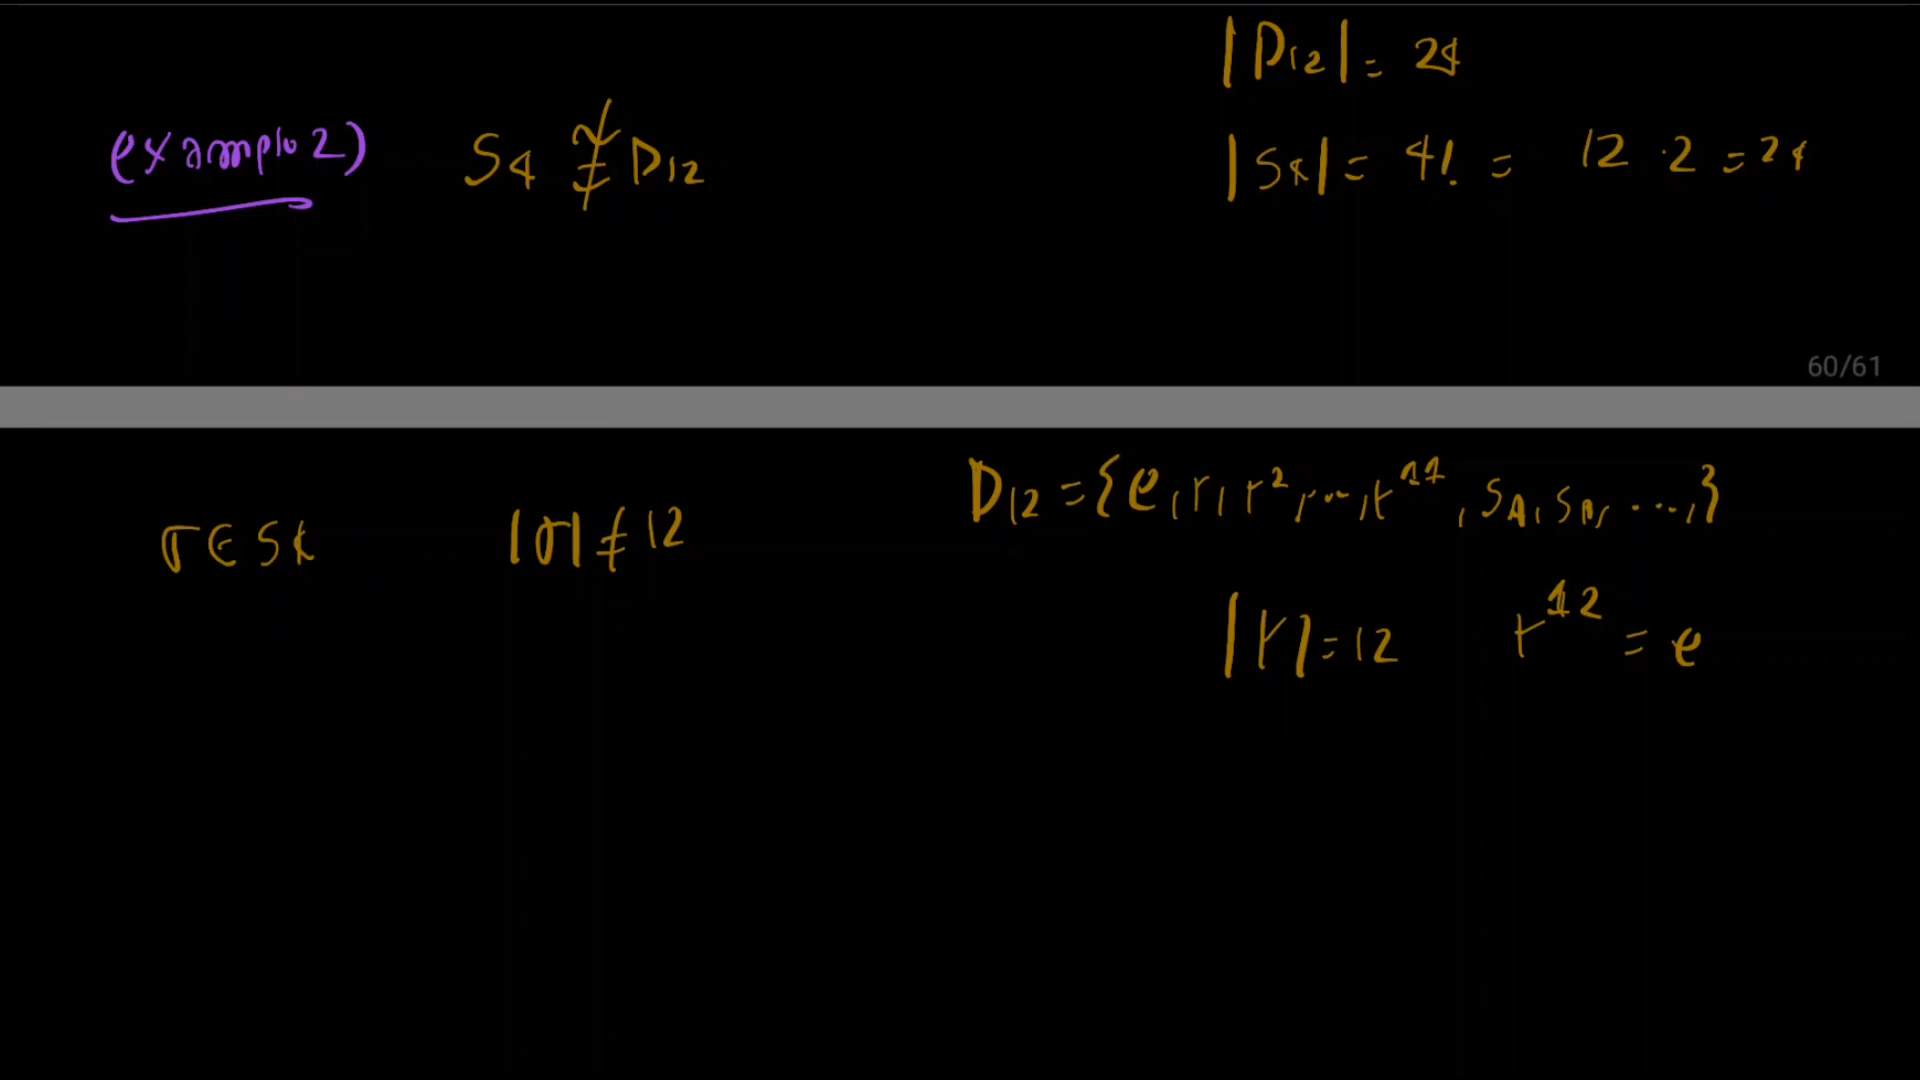 |D₁₂| = 24
example 2) S₄ ≇ D₁₂
|S₄| = 4! = 12 · 2 = 24
60/61
D₁₂ = {e, r, r², ..., r¹¹, S_A, S_B, ..., }
σ ∈ S₄ |σ| ≠ 12
|r| = 12 r¹² = e